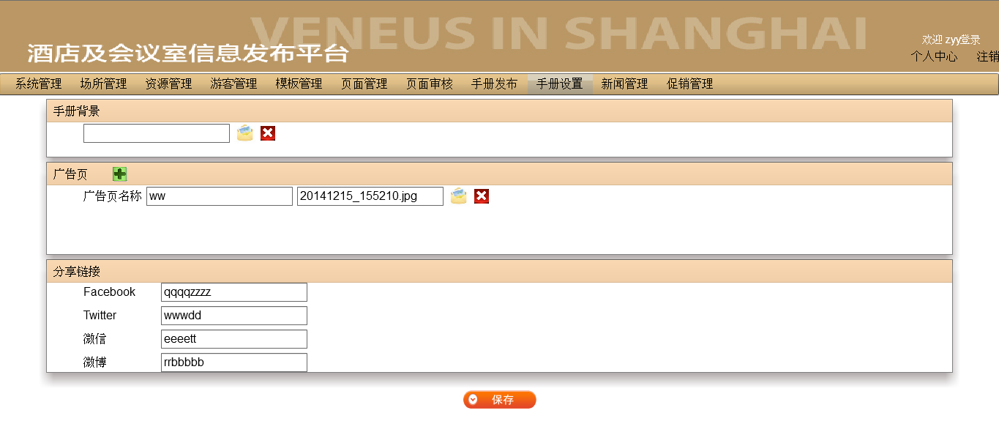 VENEUS IN SHANGHAI
酒店及会议室信息发布平台
欢迎 zyy登录
个人中心 注销
系统管理 场所管理 资源管理 游客管理 模板管理 页面管理 页面审核 手册发布 手册设置 新闻管理 促销管理
手册背景
广告页
广告页名称 ww 20141215_155210.jpg
分享链接
Facebook qqqqzzzz
Twitter wwwdd
微信 eeeett
微博 rrbbbbb
保存